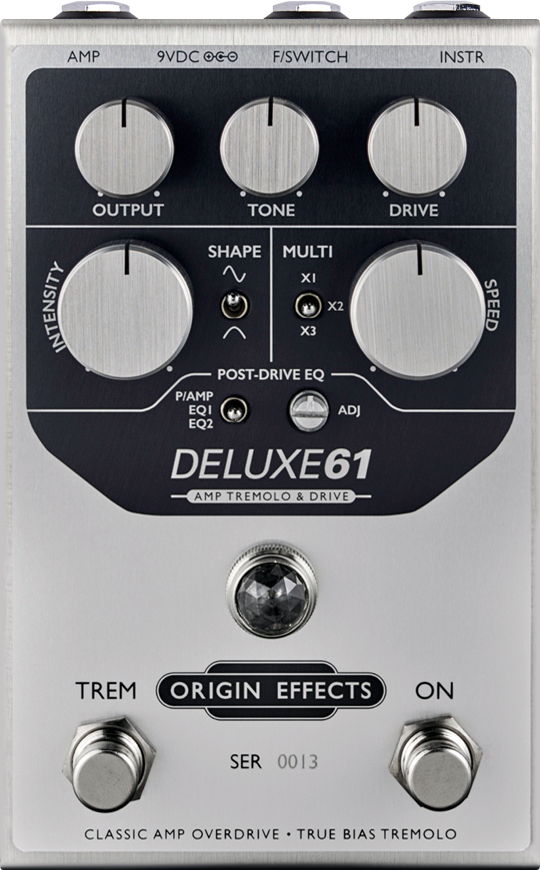 AMP 9VDC F/SWITCH INSTR
OUTPUT TONE DRIVE
INTENSITY
SHAPE
MULTI
X1
X2
X3
SPEED
POST-DRIVE EQ
P/AMP
EQ1
EQ2
ADJ
DELUXE61
AMP TREMOLO & DRIVE
TREM
ORIGIN EFFECTS
ON
SER 0013
CLASSIC AMP OVERDRIVE • TRUE BIAS TREMOLO